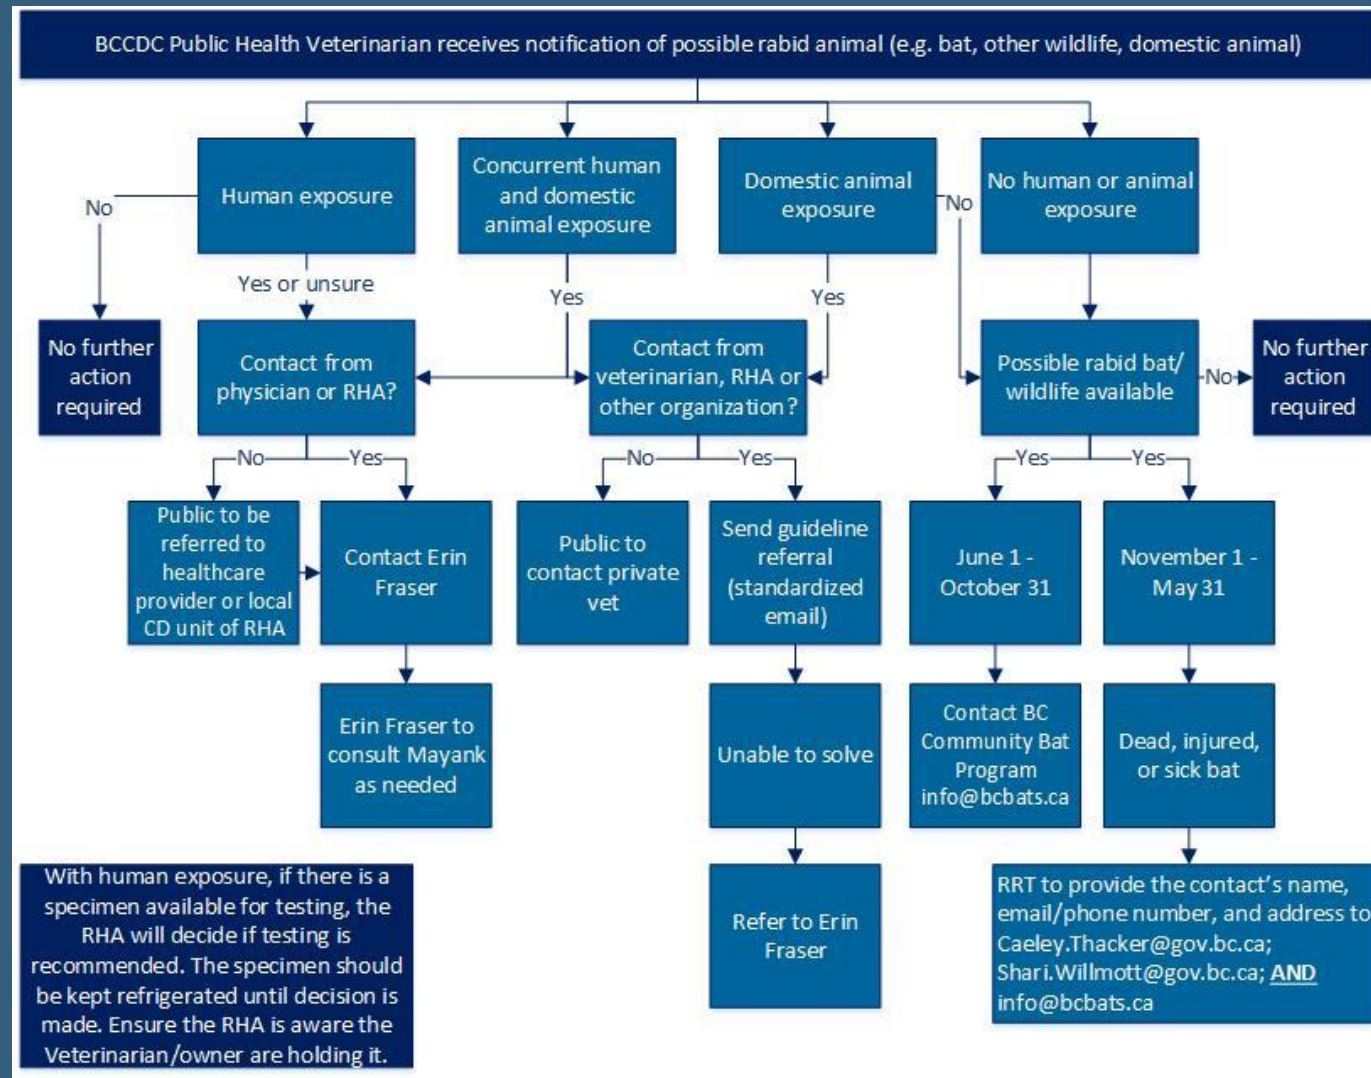 BCCDC Public Health Veterinarian receives notification of possible rabid animal (e.g. bat, other wildlife, domestic animal)
Human exposure
Concurrent human
and domestic
animal exposure
Domestic animal
exposure
No human or animal
exposure
No
No
Yes or unsure
Yes
Yes
No further
action
required
Contact from
physician or RHA?
Contact from
veterinarian, RHA or
other organization?
Possible rabid bat/
wildlife available
No
No further
action
required
No
Yes
No
Yes
Yes
Yes
Public to be
referred to
healthcare
provider or local
CD unit of RHA
Contact Erin
Fraser
Public to
contact private
vet
Send guideline
referral
(standardized
email)
June 1 -
October 31
November 1 -
May 31
Erin Fraser to
consult Mayank
as needed
Unable to solve
Contact BC
Community Bat
Program
info@bcbats.ca
Dead, injured,
or sick bat
With human exposure, if there is a
specimen available for testing, the
RHA will decide if testing is
recommended. The specimen should
be kept refrigerated until decision is
made. Ensure the RHA is aware the
Veterinarian/owner are holding it.
Refer to Erin
Fraser
RRT to provide the contact's name,
email/phone number, and address to
Caeley.Thacker@gov.bc.ca;
Shari.Willmott@gov.bc.ca; AND
info@bcbats.ca